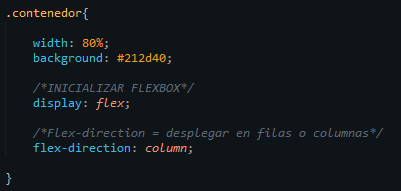 .contenedor{
width: 80%;
background: #212d40;
/*INICIALIZAR FLEXBOX*/
display: flex;
/*Flex-direction = desplegar en filas o columnas*/
flex-direction: column;
}